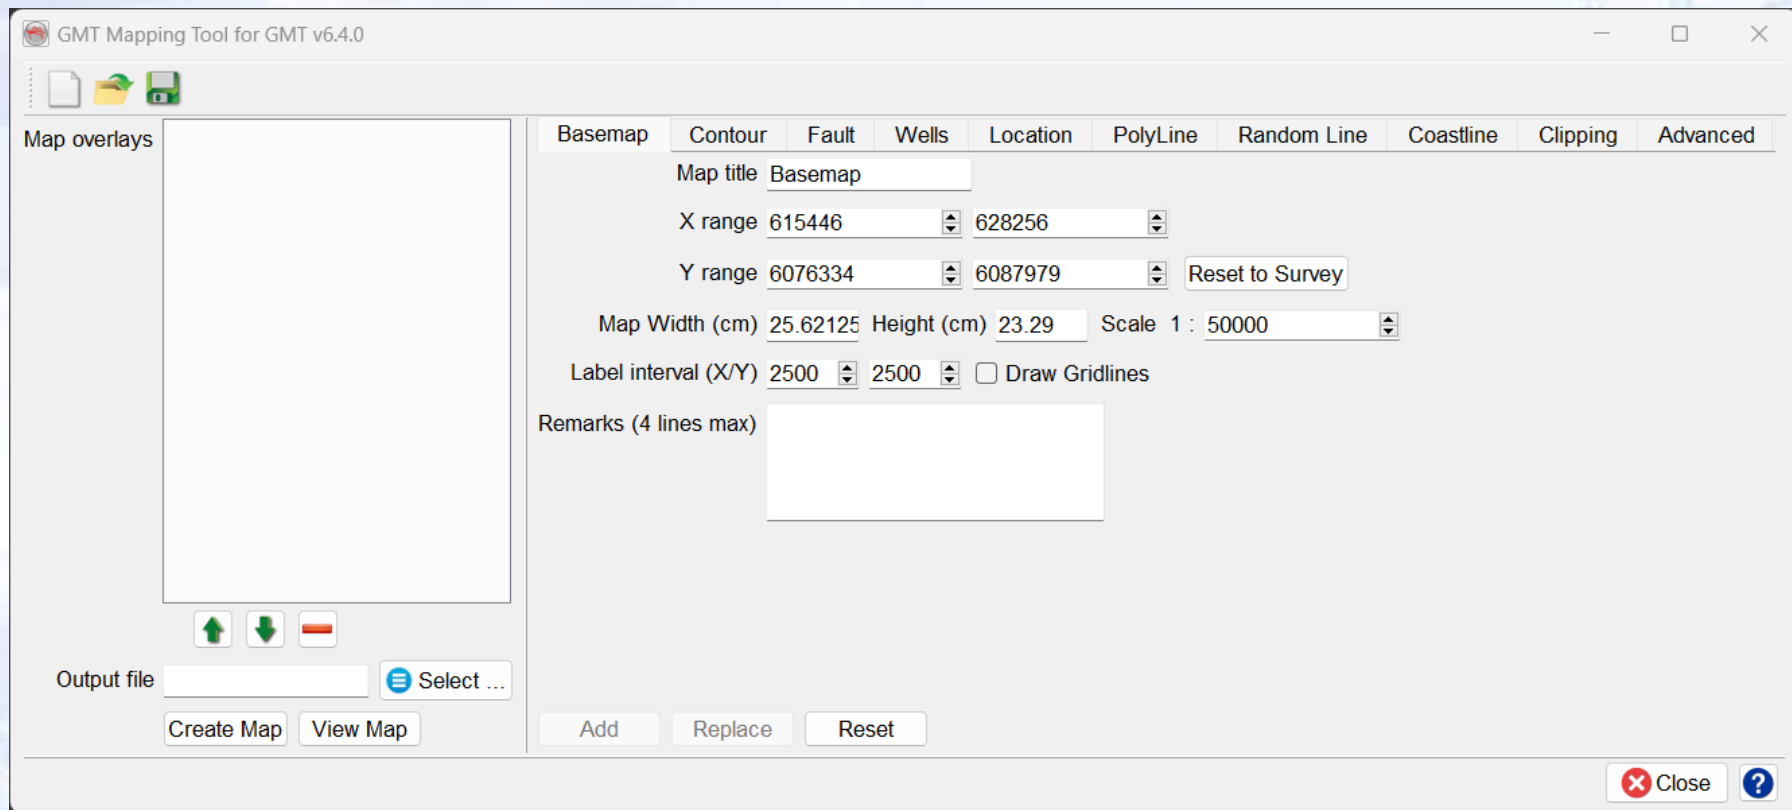 GMT Mapping Tool for GMT v6.4.0
Map overlays
Basemap Contour Fault Wells Location PolyLine Random Line Coastline Clipping Advanced
Map title Basemap
X range 615446 628256
Y range 6076334 6087979 Reset to Survey
Map Width (cm) 25.62125 Height (cm) 23.29 Scale 1 : 50000
Label interval (X/Y) 2500 2500 Draw Gridlines
Remarks (4 lines max)
Output file Select ...
Create Map View Map
Add Replace Reset
Close ?